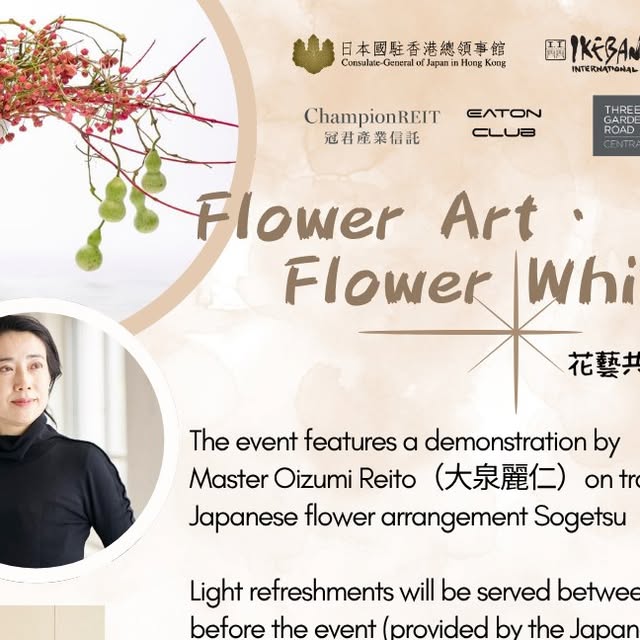 日本國駐香港總領事館
Consulate-General of Japan in Hong Kong
IKEBAN
INTERNATIONAL
ChampionREIT
冠君產業信託
EATON
CLUB
THREE
GARDE
ROAD
CENTRA
Flower Art ·
Flower Whi
花藝共
The event features a demonstration by
Master Oizumi Reito（大泉麗仁）on tra
Japanese flower arrangement Sogetsu
Light refreshments will be served betwee
before the event (provided by the Japan